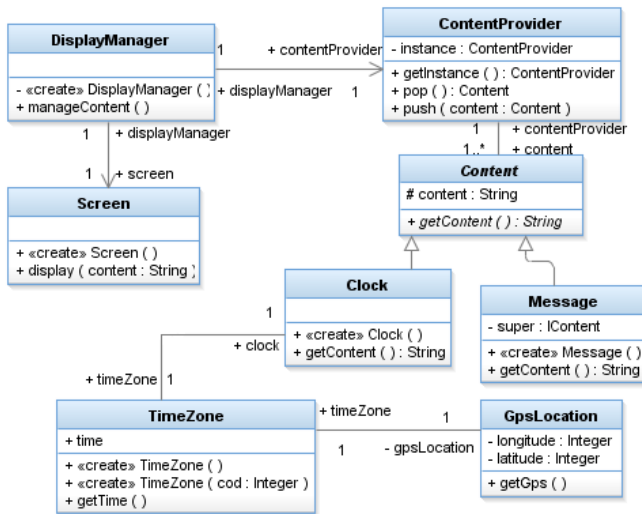 DisplayManager
- «create» DisplayManager ( )
+ manageContent ( )
1
+ contentProvider
+ displayManager
1
ContentProvider
- instance : ContentProvider
+ getInstance ( ) : ContentProvider
+ pop ( ) : Content
+ push ( content : Content )
1
+ displayManager
1
+ screen
1
+ contentProvider
1..*
+ content
Screen
+ «create» Screen ( )
+ display ( content : String )
Content
# content : String
+ getContent ( ) : String
Clock
+ «create» Clock ( )
+ getContent ( ) : String
Message
- super : IContent
+ «create» Message ( )
+ getContent ( ) : String
1
+ clock
+ timeZone
1
TimeZone
+ time
+ «create» TimeZone ( )
+ «create» TimeZone ( cod : Integer )
+ getTime ( )
+ timeZone
1
1
- gpsLocation
GpsLocation
- longitude : Integer
- latitude : Integer
+ getGps ( )